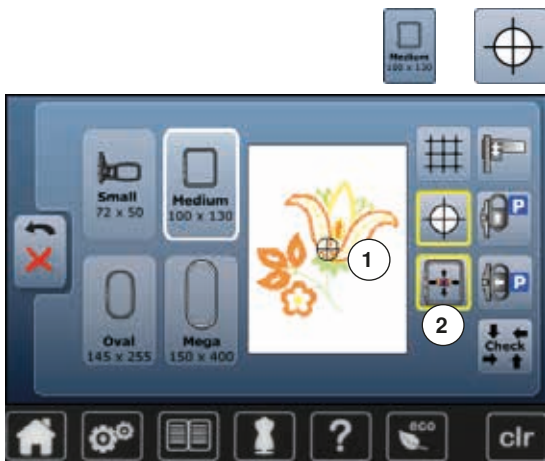 Medium
100 x 130
Small
72 x 50
Medium
100 x 130
1
P
Oval
145 x 255
Mega
150 x 400
2
P
Check
?
eco
clr